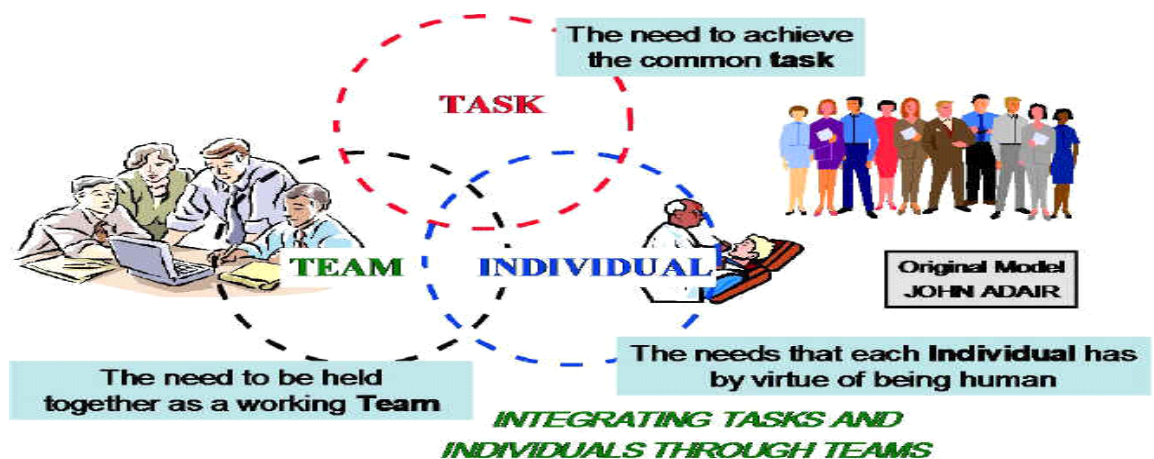 The need to achieve
the common task
TASK
TEAM
INDIVIDUAL
Original Model
JOHN ADAIR
The needs that each Individual has
by virtue of being human
The need to be held
together as a working Team
INTEGRATING TASKS AND
INDIVIDUALS THROUGH TEAMS